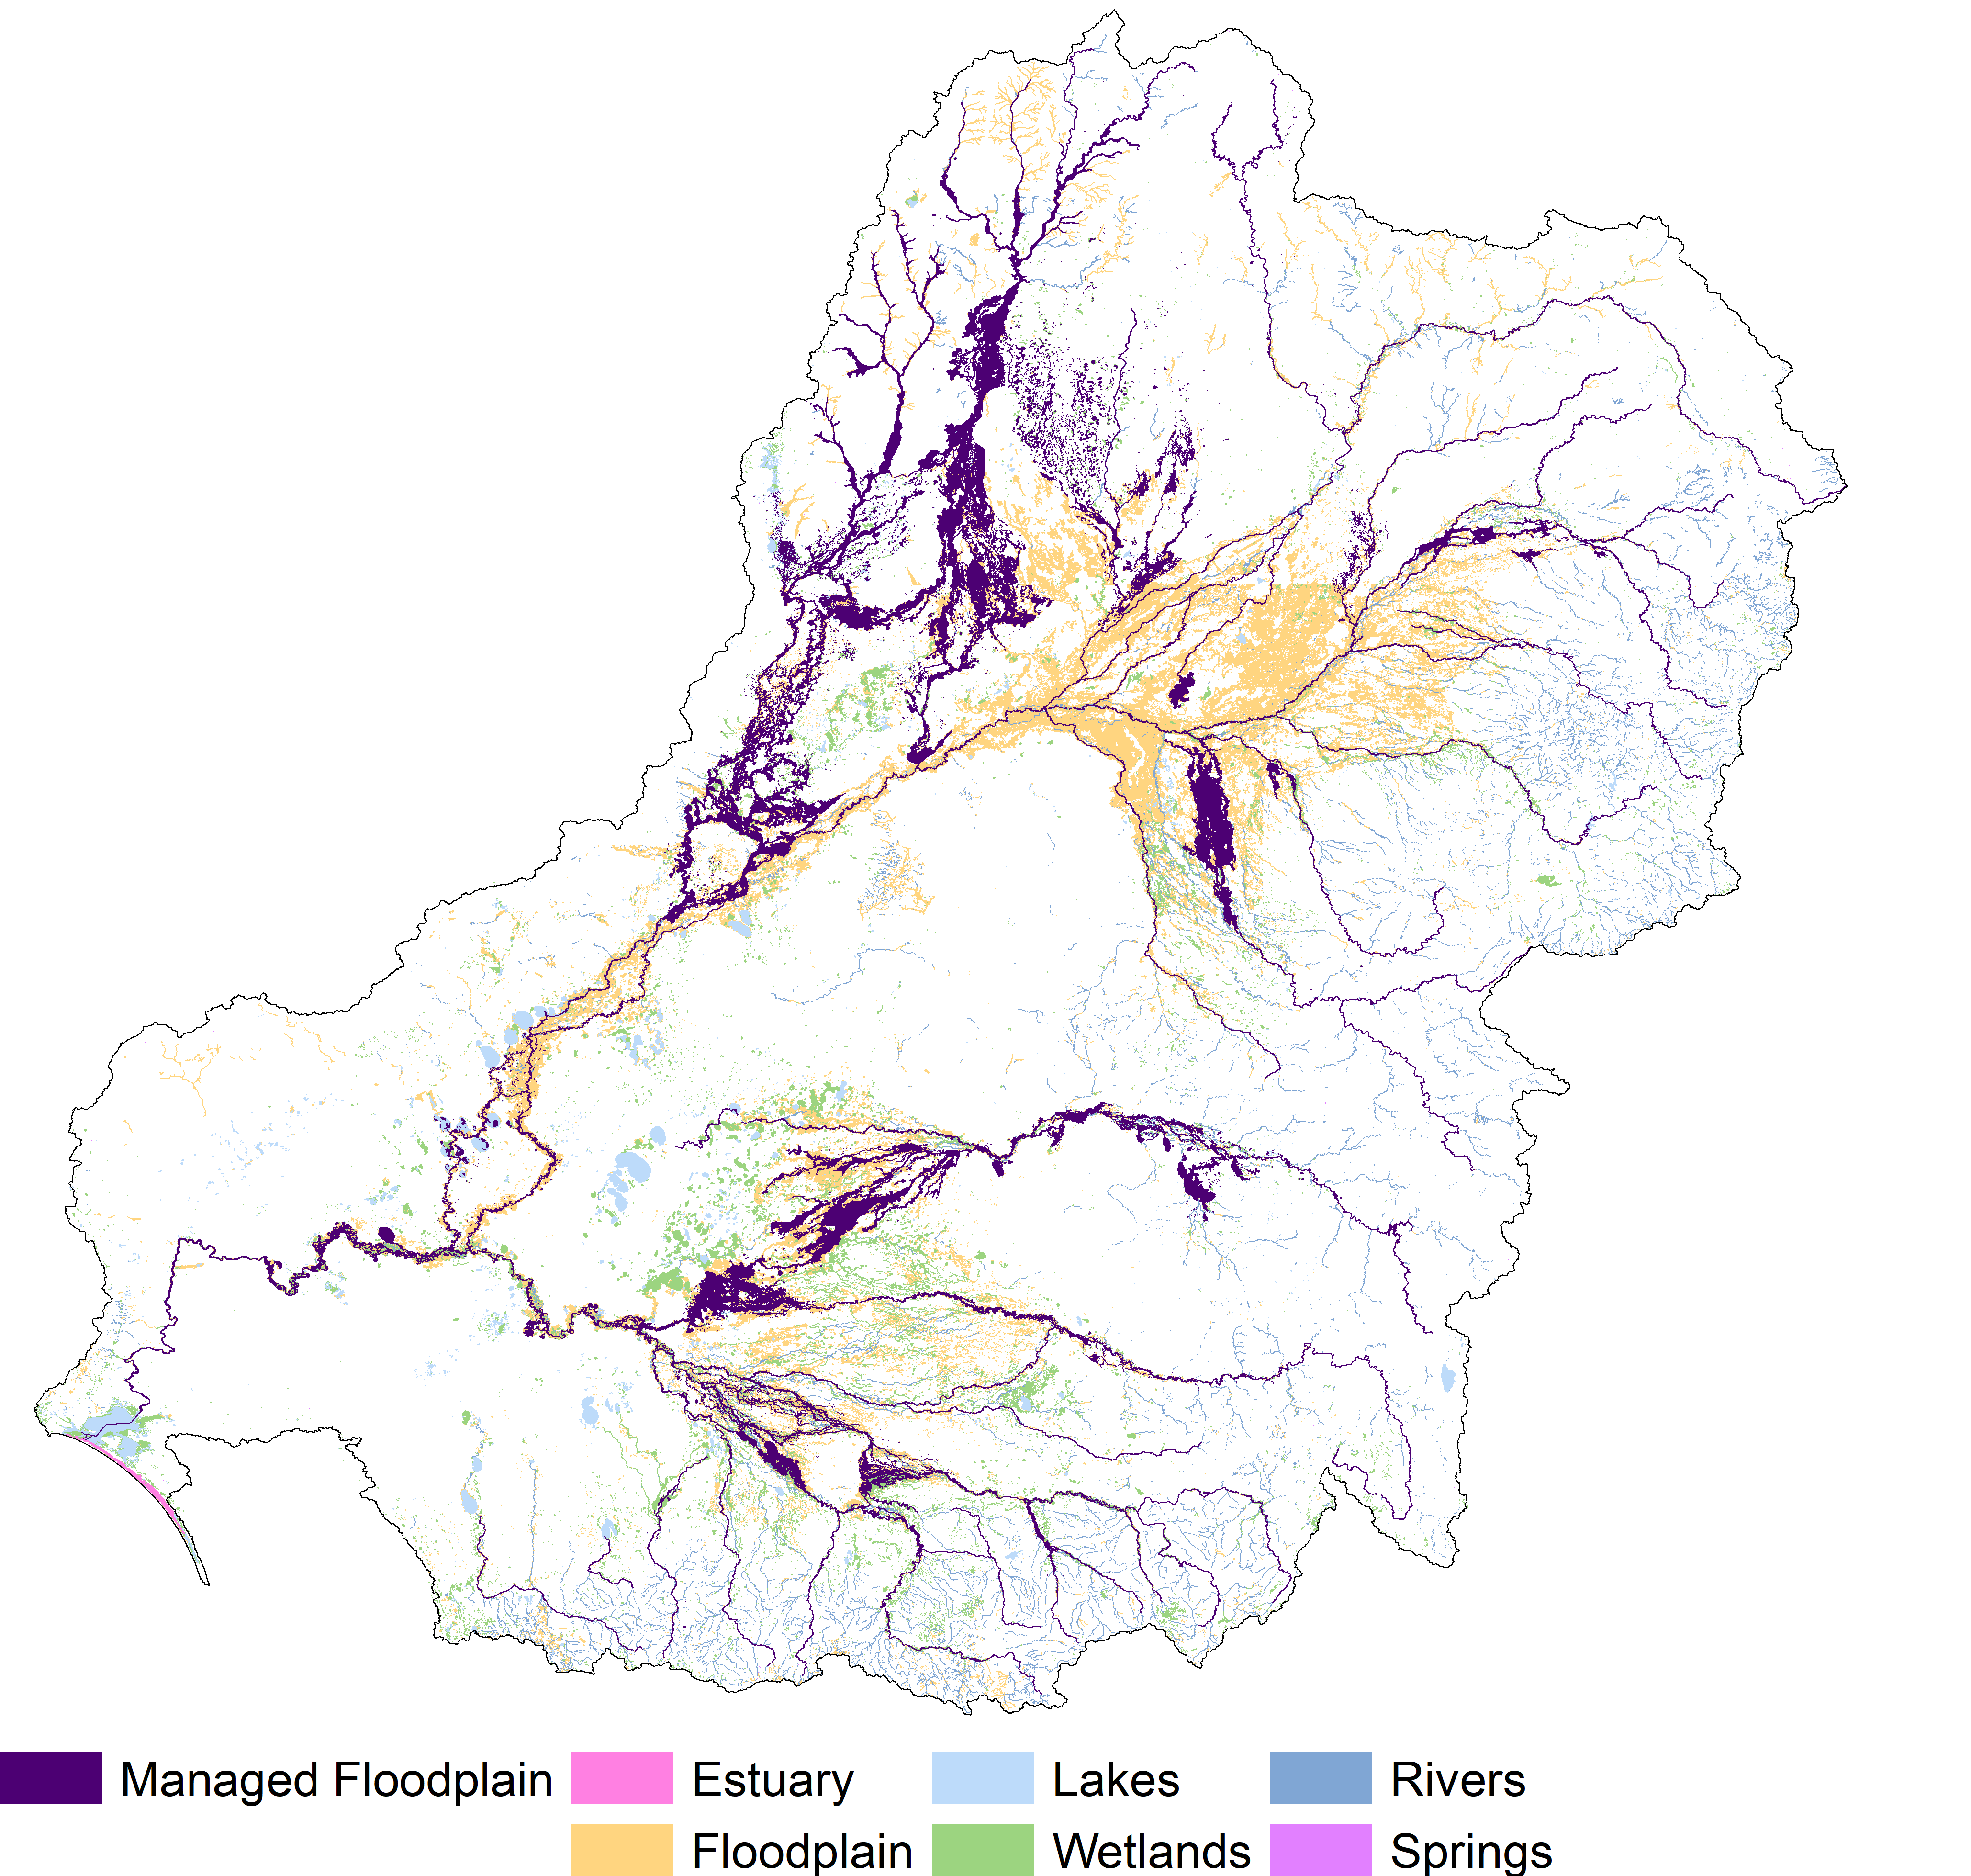 Managed Floodplain Estuary Lakes Rivers
Floodplain Wetlands Springs